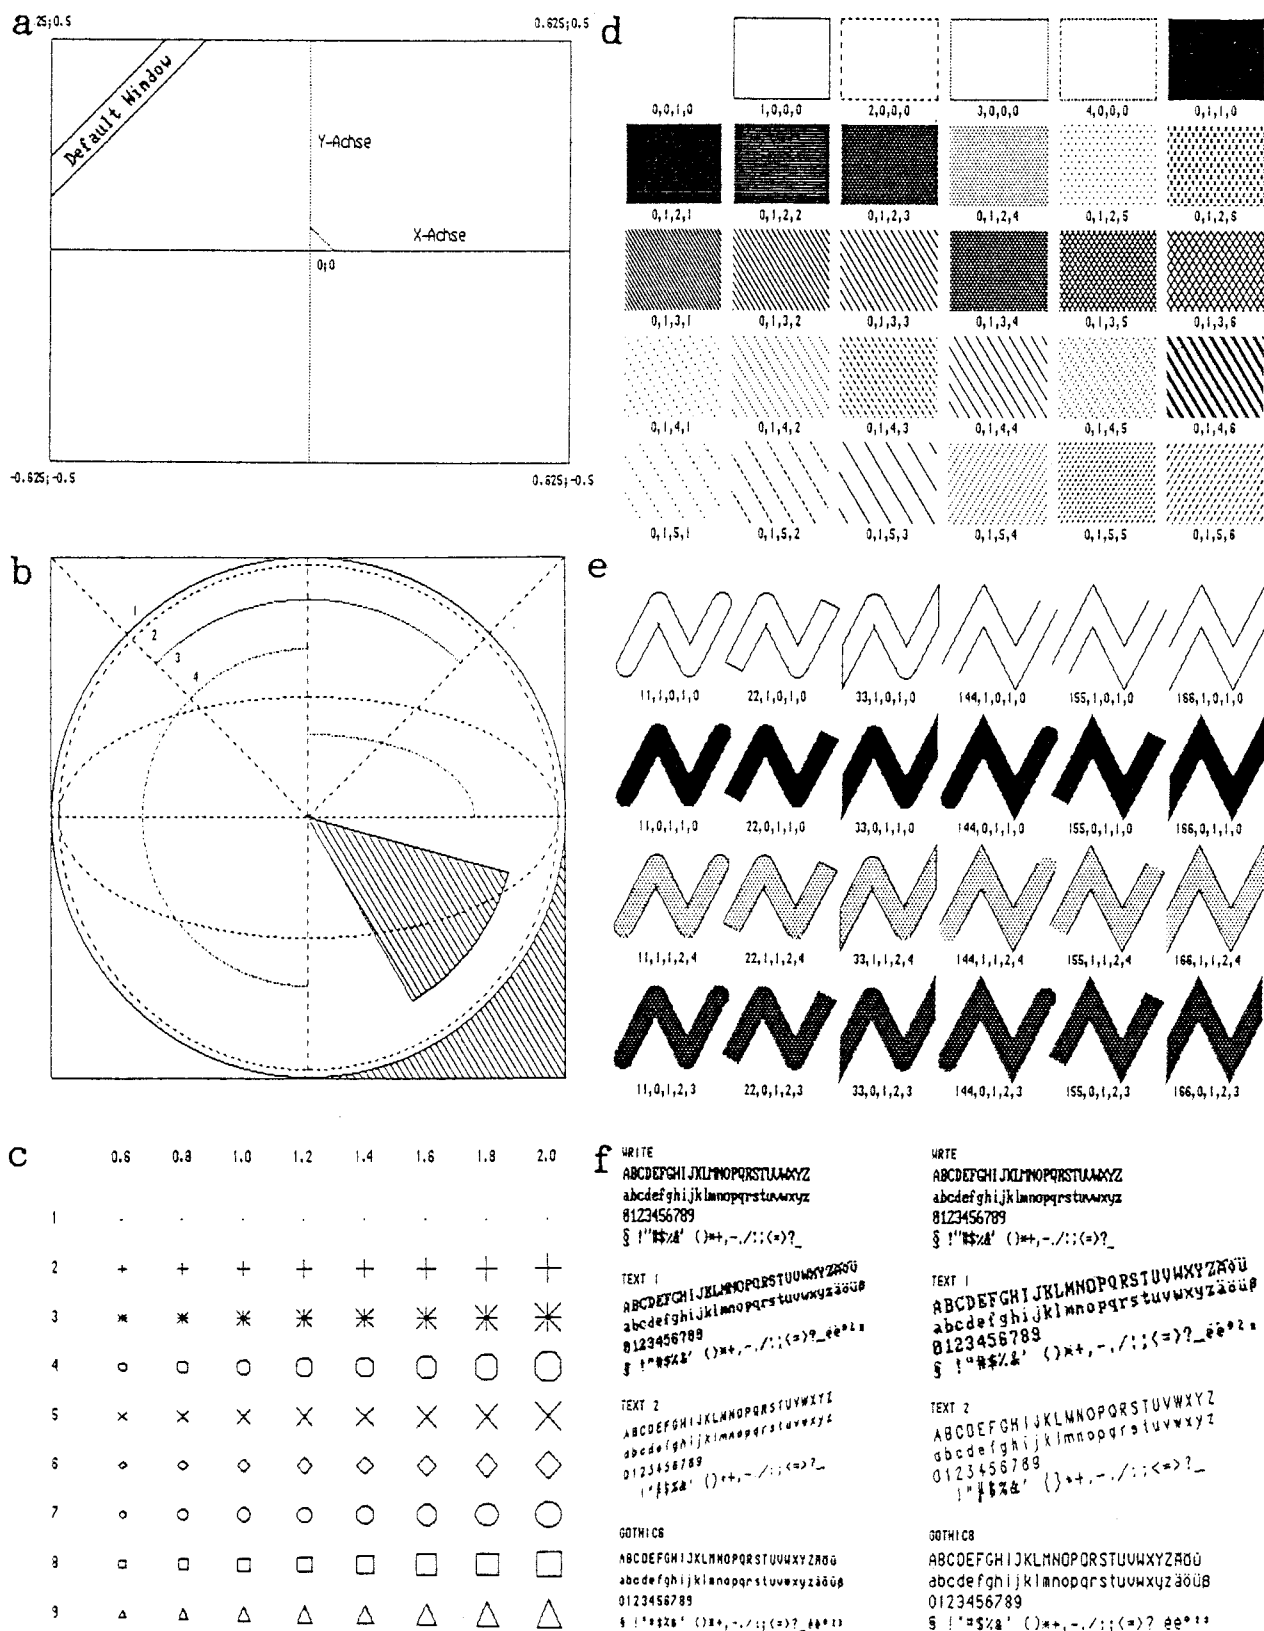 a
25;0.5
0.625;0.5
Default Window
Y-Achse
X-Achse
0;0
-0.625;-0.5
0.625;-0.5
b
1
2
3
4
c
0.6 0.8 1.0 1.2 1.4 1.6 1.8 2.0
1
2
3
4
5
6
7
8
9
d
0,0,1,0 1,0,0,0 2,0,0,0 3,0,0,0 4,0,0,0 0,1,1,0
0,1,2,1 0,1,2,2 0,1,2,3 0,1,2,4 0,1,2,5 0,1,2,6
0,1,3,1 0,1,3,2 0,1,3,3 0,1,3,4 0,1,3,5 0,1,3,6
0,1,4,1 0,1,4,2 0,1,4,3 0,1,4,4 0,1,4,5 0,1,4,6
0,1,5,1 0,1,5,2 0,1,5,3 0,1,5,4 0,1,5,5 0,1,5,6
e
11,1,0,1,0 22,1,0,1,0 33,1,0,1,0 144,1,0,1,0 155,1,0,1,0 166,1,0,1,0
11,0,1,1,0 22,0,1,1,0 33,0,1,1,0 144,0,1,1,0 155,0,1,1,0 166,0,1,1,0
11,1,1,2,4 22,1,1,2,4 33,1,1,2,4 144,1,1,2,4 155,1,1,2,4 166,1,1,2,4
11,0,1,2,3 22,0,1,2,3 33,0,1,2,3 144,0,1,2,3 155,0,1,2,3 166,0,1,2,3
f
WRITE
ABCDEFGHIJKLMNOPQRSTUVWXYZ
abcdefghijklmnopqrstuvwxyz
0123456789
§ !"#$%&' ()*+,-./:;<=>?_
TEXT 1
ABCDEFGHIJKLMNOPQRSTUVWXYZÄÖÜ
abcdefghijklmnopqrstuvwxyzäöüß
0123456789
§ !"#$%&' ()*+,-./:;<=>?_
TEXT 2
ABCDEFGHIJKLMNOPQRSTUVWXYZ
abcdefghijklmnopqrstuvwxyz
0123456789
!"#$%&' ()*+,-./:;<=>?_
GOTHIC6
ABCDEFGHIJKLMNOPQRSTUVWXYZÄÖÜ
abcdefghijklmnopqrstuvwxyzäöüß
0123456789
§ !"#$%&' ()*+,-./:;<=>?_
WRTE
ABCDEFGHIJKLMNOPQRSTUVWXYZ
abcdefghijklmnopqrstuvwxyz
0123456789
§ !"#$%&' ()*+,-./:;<=>?_
TEXT 1
ABCDEFGHIJKLMNOPQRSTUVWXYZÄÖÜ
abcdefghijklmnopqrstuvwxyzäöüß
0123456789
§ !"#$%&' ()*+,-./:;<=>?_
TEXT 2
ABCDEFGHIJKLMNOPQRSTUVWXYZ
abcdefghijklmnopqrstuvwxyz
0123456789
!"#$%&' ()*+,-./:;<=>?_
GOTHIC8
ABCDEFGHIJKLMNOPQRSTUVWXYZÄÖÜ
abcdefghijklmnopqrstuvwxyzäöüß
0123456789
§ !"#$%&' ()*+,-./:;<=>?